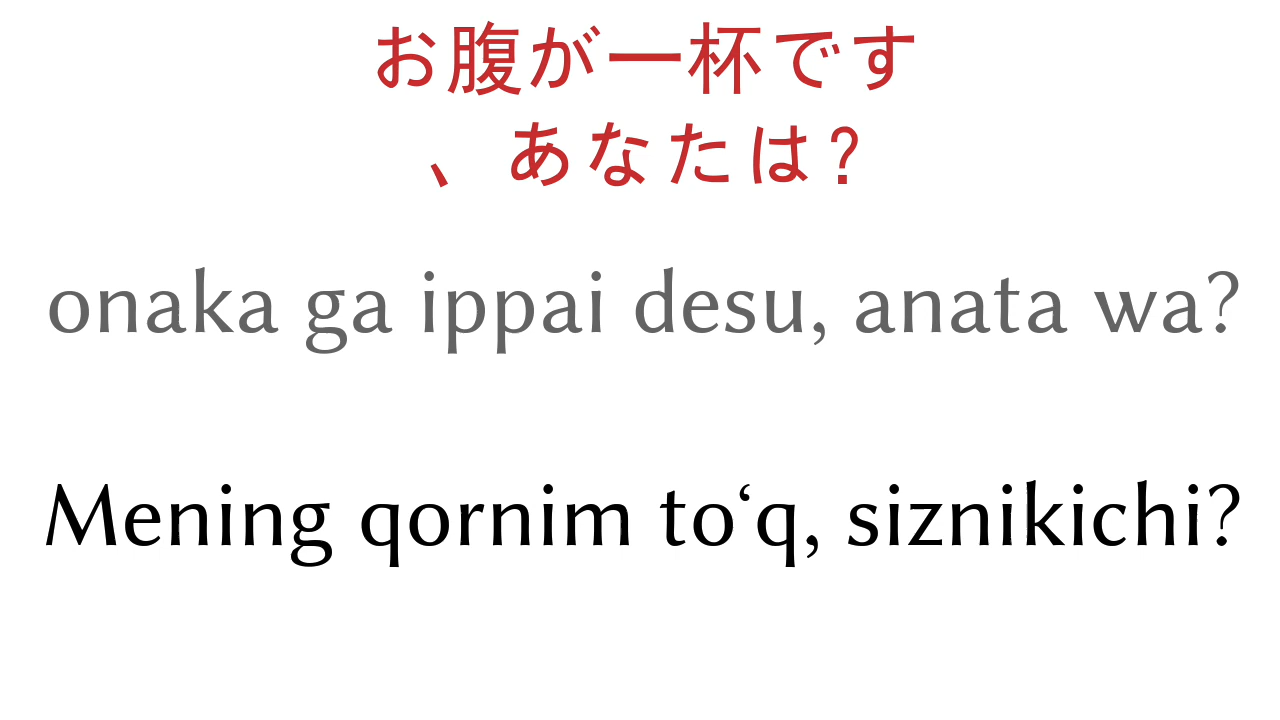 お腹が一杯です
、あなたは？
onaka ga ippai desu, anata wa?
Mening qornim to‘q, siznikichi?